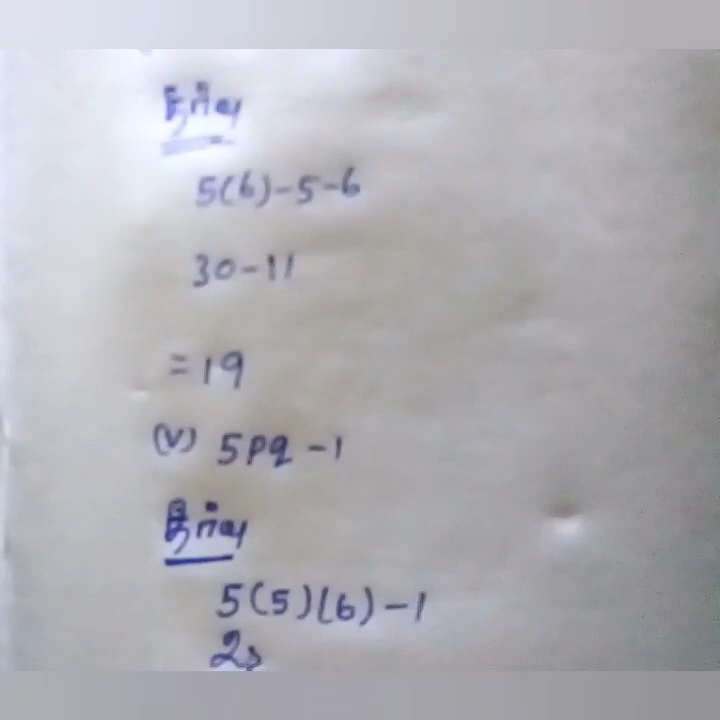 தீர்வு
5(6)-5-6
30-11
=19
(v) 5pq -1
தீர்வு
5(5)(6)-1